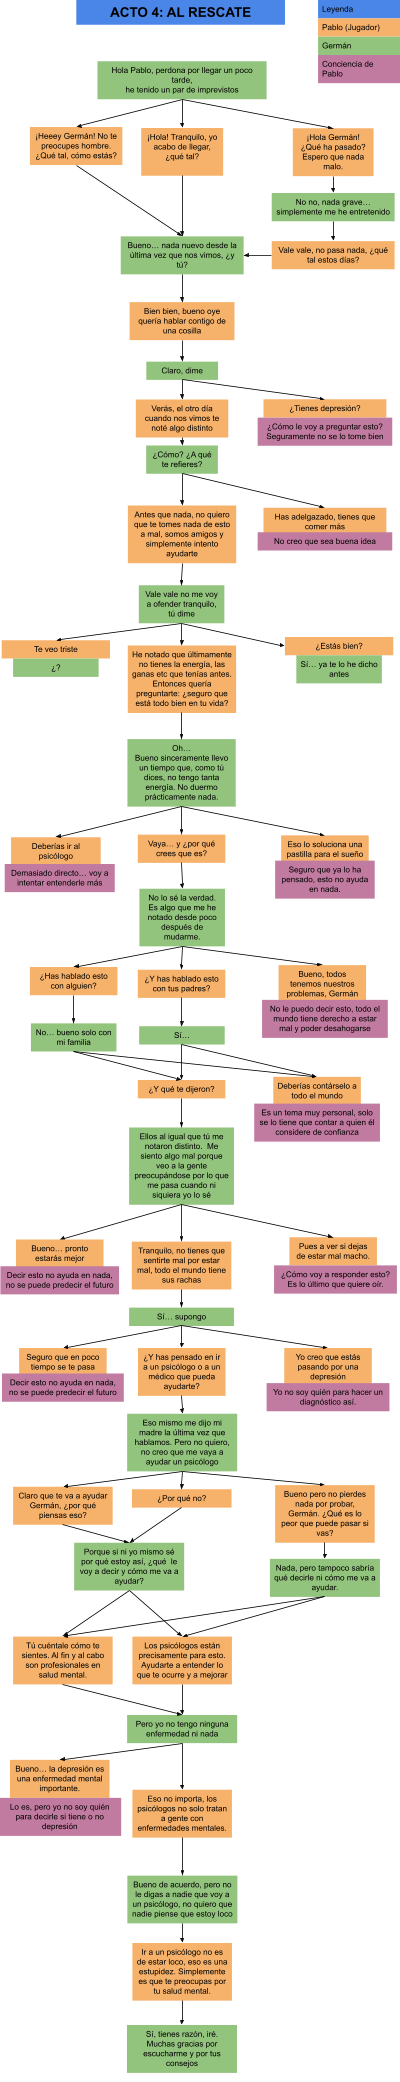 ACTO 4: AL RESCATE
Leyenda
Pablo (Jugador)
Germán
Conciencia de
Pablo
Hola Pablo, perdona por llegar un poco
tarde,
he tenido un par de imprevistos
¡Heeey Germán! No te
preocupes hombre.
¿Qué tal, cómo estás?
¡Hola! Tranquilo, yo
acabo de llegar,
¿qué tal?
¡Hola Germán!
¿Qué ha pasado?
Espero que nada
malo.
No no, nada grave…
simplemente me he entretenido
Bueno… nada nuevo desde la
última vez que nos vimos, ¿y
tú?
Vale vale, no pasa nada, ¿qué
tal estos días?
Bien bien, bueno oye
quería hablar contigo de
una cosilla
Claro, dime
Verás, el otro día
cuando nos vimos te
noté algo distinto
¿Tienes depresión?
¿Cómo le voy a preguntar esto?
Seguramente no se lo tome bien
¿Cómo? ¿A qué
te refieres?
Antes que nada, no quiero
que te tomes nada de esto
a mal, somos amigos y
simplemente intento
ayudarte
Has adelgazado, tienes que
comer más
No creo que sea buena idea
Vale vale no me voy
a ofender tranquilo,
tú dime
Te veo triste
¿?
He notado que últimamente
no tienes la energía, las
ganas etc que tenías antes.
Entonces quería
preguntarte: ¿seguro que
está todo bien en tu vida?
¿Estás bien?
Sí… ya te lo he dicho
antes
Oh…
Bueno sinceramente llevo
un tiempo que, como tú
dices, no tengo tanta
energía. No duermo
prácticamente nada.
Deberías ir al
psicólogo
Demasiado directo… voy a
intentar entenderle más
Vaya… y ¿por qué
crees que es?
Eso lo soluciona una
pastilla para el sueño
Seguro que ya lo ha
pensado, esto no ayuda
en nada.
No lo sé la verdad.
Es algo que me he
notado desde poco
después de
mudarme.
¿Has hablado esto
con alguien?
¿Y has hablado esto
con tus padres?
Bueno, todos
tenemos nuestros
problemas, Germán
No le puedo decir esto, todo el
mundo tiene derecho a estar
mal y poder desahogarse
No… bueno solo con
mi familia
Sí…
¿Y qué te dijeron?
Deberías contárselo a
todo el mundo
Es un tema muy personal, solo
se lo tiene que contar a quien él
considere de confianza
Ellos al igual que tú me
notaron distinto. Me
siento algo mal porque
veo a la gente
preocupándose por lo que
me pasa cuando ni
siquiera yo lo sé
Bueno… pronto
estarás mejor
Decir esto no ayuda en nada,
no se puede predecir el futuro
Tranquilo, no tienes que
sentirte mal por estar
mal, todo el mundo tiene
sus rachas
Pues a ver si dejas
de estar mal macho.
¿Cómo voy a responder esto?
Es lo último que quiere oír.
Sí… supongo
Seguro que en poco
tiempo se te pasa
Decir esto no ayuda en nada,
no se puede predecir el futuro
¿Y has pensado en ir a
un psicólogo o a un
médico que pueda
ayudarte?
Yo creo que estás
pasando por una
depresión
Yo no soy quién para hacer un
diagnóstico así.
Eso mismo me dijo mi
madre la última vez que
hablamos. Pero no quiero,
no creo que me vaya a
ayudar un psicólogo
Claro que te va a ayudar
Germán, ¿por qué
piensas eso?
¿Por qué no?
Bueno pero no pierdes
nada por probar,
Germán. ¿Qué es lo
peor que puede pasar si
vas?
Porque si ni yo mismo sé
por qué estoy así, ¿qué le
voy a decir y cómo me va a
ayudar?
Nada, pero tampoco sabría
qué decirle ni cómo me va a
ayudar.
Tú cuéntale cómo te
sientes. Al fin y al cabo
son profesionales en
salud mental.
Los psicólogos están
precisamente para esto.
Ayudarte a entender lo
que te ocurre y a mejorar
Pero yo no tengo ninguna
enfermedad ni nada
Bueno… la depresión es
una enfermedad mental
importante.
Lo es, pero yo no soy quién
para decirle si tiene o no
depresión
Eso no importa, los
psicólogos no solo tratan
a gente con
enfermedades mentales.
Bueno de acuerdo, pero no
le digas a nadie que voy a
un psicólogo, no quiero que
nadie piense que estoy loco
Ir a un psicólogo no es
de estar loco, eso es una
estupidez. Simplemente
es que te preocupas por
tu salud mental.
Sí, tienes razón, iré.
Muchas gracias por
escucharme y por tus
consejos